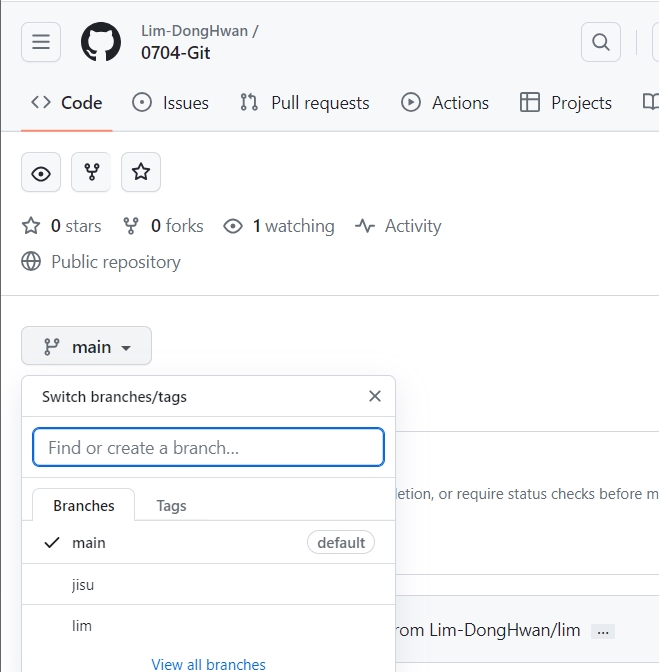 Lim-DongHwan /
0704-Git
Code Issues Pull requests Actions Projects
0 stars 0 forks 1 watching Activity
Public repository
main
Switch branches/tags
Find or create a branch...
Branches Tags
letion, or require status checks before m
main default
jisu
lim
rom Lim-DongHwan/lim ...
View all branches